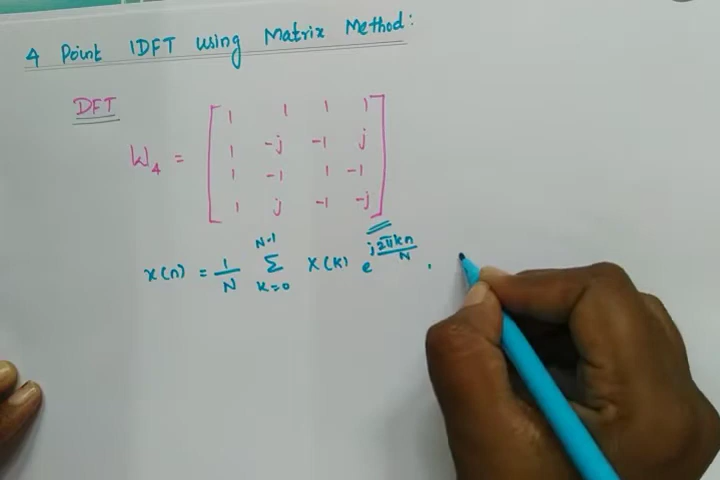 4 Point IDFT using Matrix Method:
DFT
W₄ =
1 1 1 1
1 -j -1 j
1 -1 1 -1
1 j -1 -j
x(n) = 1/N Σ_{k=0}^{N-1} X(k) e^{j2πkn/N} ,